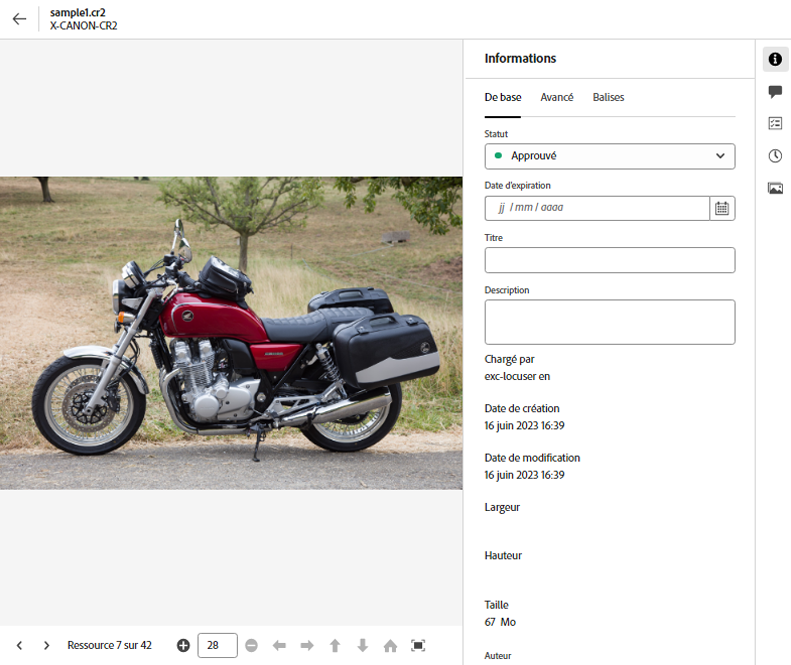 sample1.cr2
X-CANON-CR2
Informations
De base
Avancé
Balises
Statut
Approuvé
Date d'expiration
jj / mm / aaaa
Titre
Description
Chargé par
exc-locuser en
Date de création
16 juin 2023 16:39
Date de modification
16 juin 2023 16:39
Largeur
Hauteur
Taille
67 Mo
Auteur
Ressource 7 sur 42
28